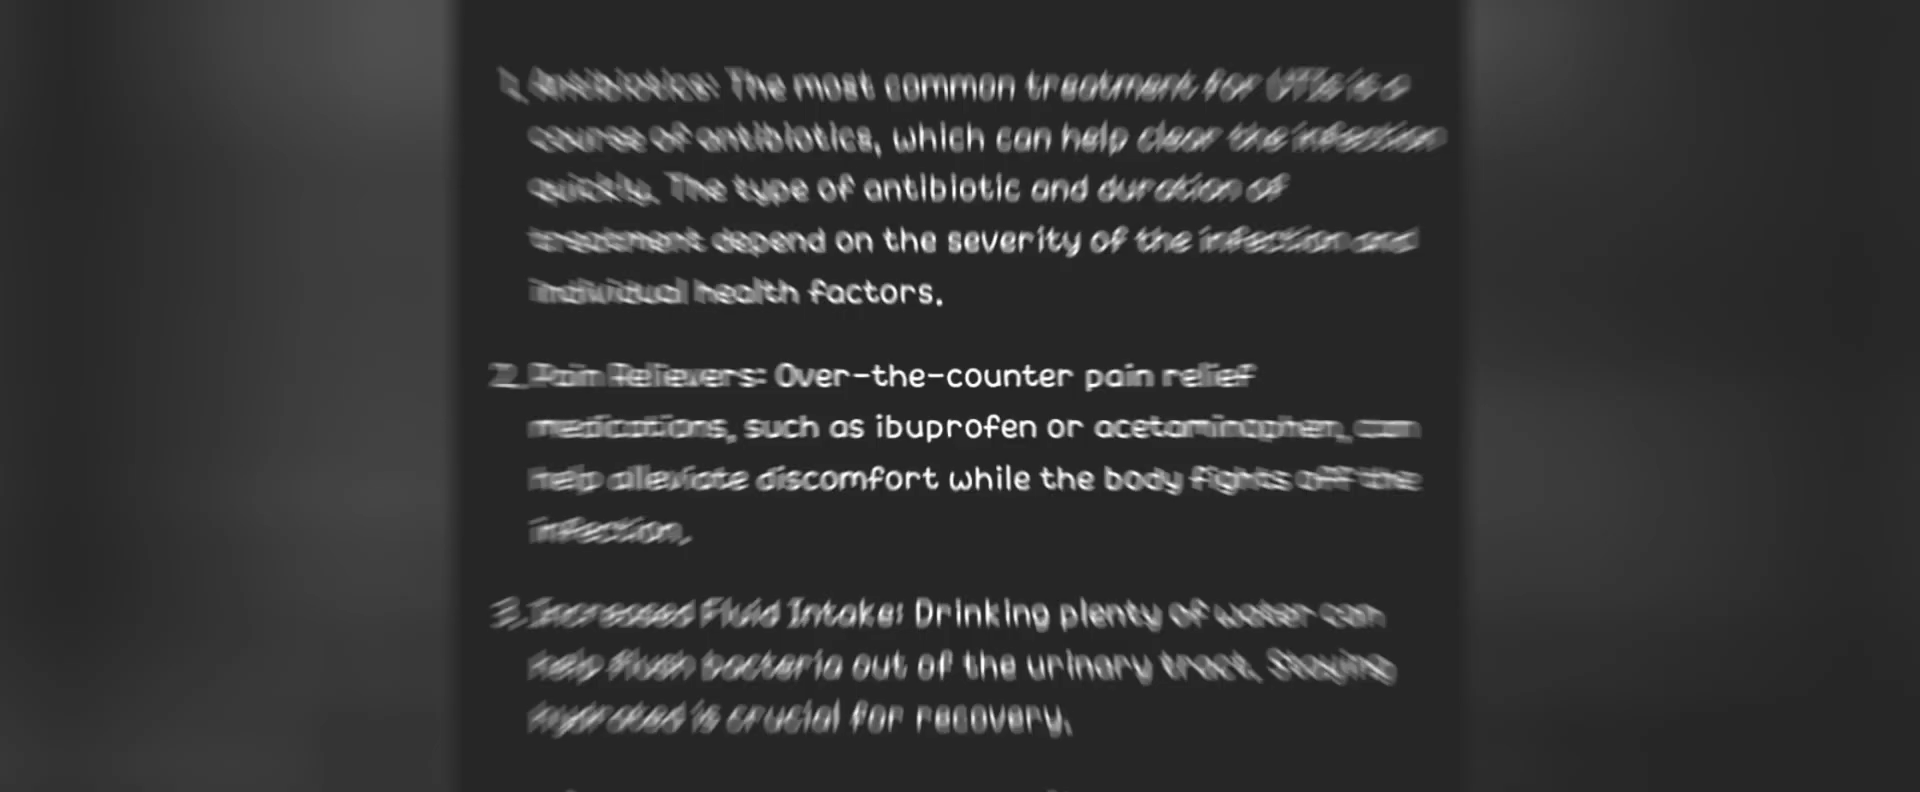 1. Antibiotics: The most common treatment for UTIs is a
course of antibiotics, which can help clear the infection
quickly. The type of antibiotic and duration of
treatment depend on the severity of the infection and
individual health factors.
2. Pain Relievers: Over-the-counter pain relief
medications, such as ibuprofen or acetaminophen, can
help alleviate discomfort while the body fights off the
infection.
3. Increased Fluid Intake: Drinking plenty of water can
help flush bacteria out of the urinary tract. Staying
hydrated is crucial for recovery.